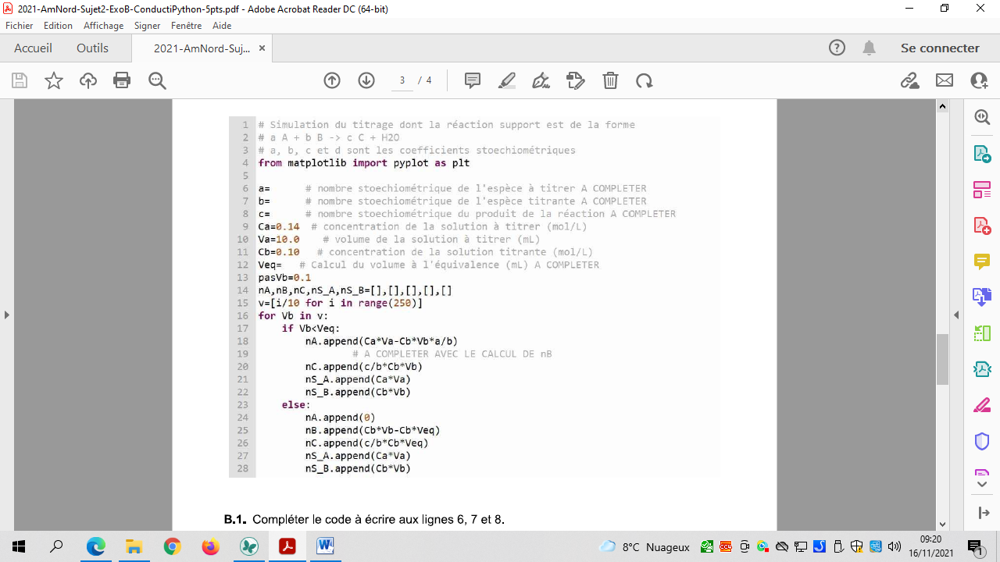 2021-AmNord-Sujet2-ExoB-ConductiPython-5pts.pdf - Adobe Acrobat Reader DC (64-bit)
Fichier Edition Affichage Signer Fenêtre Aide
Accueil Outils 2021-AmNord-Suj... × Se connecter
3 / 4
1 # Simulation du titrage dont la réaction support est de la forme
2 # a A + b B -> c C + H2O
3 # a, b, c et d sont les coefficients stoechiométriques
4 from matplotlib import pyplot as plt
5
6 a= # nombre stoechiométrique de l'espèce à titrer A COMPLETER
7 b= # nombre stoechiométrique de l'espèce titrante A COMPLETER
8 c= # nombre stoechiométrique du produit de la réaction A COMPLETER
9 Ca=0.14 # concentration de la solution à titrer (mol/L)
10 Va=10.0 # volume de la solution à titrer (mL)
11 Cb=0.10 # concentration de la solution titrante (mol/L)
12 Veq= # Calcul du volume à l'équivalence (mL) A COMPLETER
13 pasVb=0.1
14 nA,nB,nC,nS_A,nS_B=[],[],[],[],[]
15 v=[i/10 for i in range(250)]
16 for Vb in v:
17 if Vb<Veq:
18 nA.append(Ca*Va-Cb*Vb*a/b)
19 # A COMPLETER AVEC LE CALCUL DE nB
20 nC.append(c/b*Cb*Vb)
21 nS_A.append(Ca*Va)
22 nS_B.append(Cb*Vb)
23 else:
24 nA.append(0)
25 nB.append(Cb*Vb-Cb*Veq)
26 nC.append(c/b*Cb*Veq)
27 nS_A.append(Ca*Va)
28 nS_B.append(Cb*Vb)
B.1. Compléter le code à écrire aux lignes 6, 7 et 8.
8°C Nuageux
09:20
16/11/2021
1